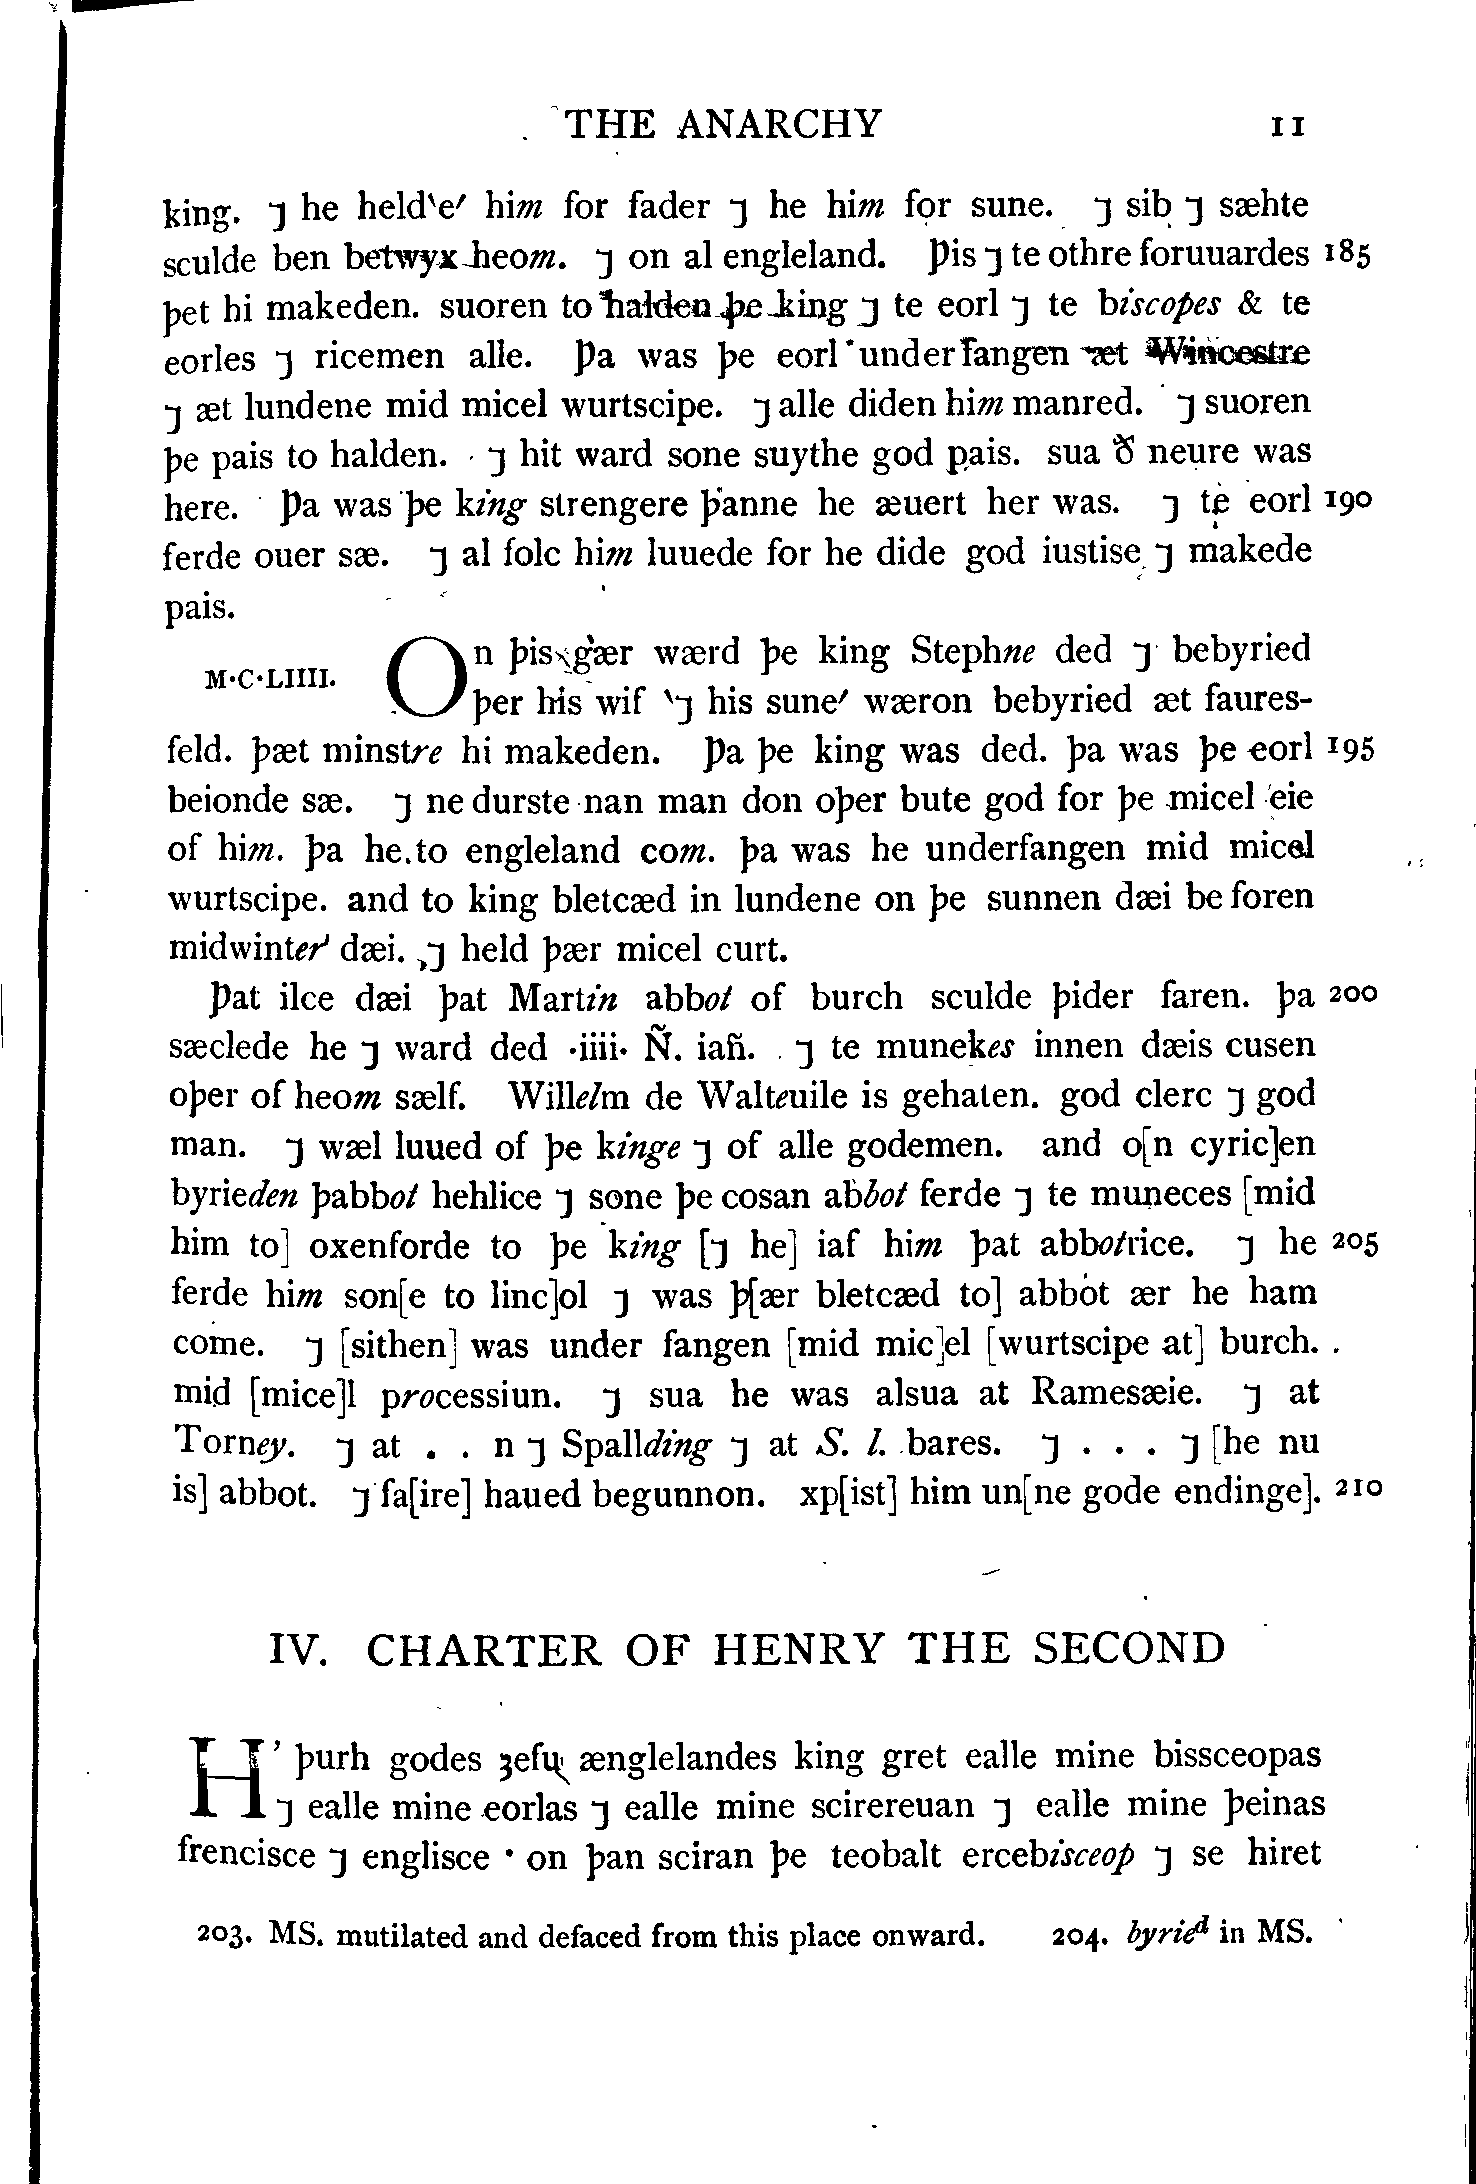 THE ANARCHY 11
king. ⁊ he held‵e′ him for fader ⁊ he him for sune. ⁊ sib ⁊ sæhte
sculde ben betwyx heom. ⁊ on al engleland. Þis ⁊ te othre foruuardes 185
þet hi makeden. suoren to halden þe king ⁊ te eorl ⁊ te biscopes & te
eorles ⁊ ricemen alle. Þa was þe eorl underfangen æt Wincestre
⁊ æt lundene mid micel wurtscipe. ⁊ alle diden him manred. ⁊ suoren
þe pais to halden. ⁊ hit ward sone suythe god pais. sua ð̄ neure was
here. Þa was þe king strengere þanne he æuert her was. ⁊ te eorl 190
ferde ouer sæ. ⁊ al folc him luuede for he dide god iustise ⁊ makede
pais.
M·C·LIIII. On þis gær wærd þe king Stephne ded ⁊ bebyried
þer his wif ‵⁊ his sune′ wæron bebyried æt faures-
feld. þæt minstre hi makeden. Þa þe king was ded. þa was þe eorl 195
beionde sæ. ⁊ ne durste nan man don oþer bute god for þe micel eie
of him. þa he to engleland com. þa was he underfangen mid micel
wurtscipe. and to king bletcæd in lundene on þe sunnen dæi be foren
midwinter dæi. ⁊ held þær micel curt.
Þat ilce dæi þat Martin abbot of burch sculde þider faren. þa 200
sæclede he ⁊ ward ded ·iiii· Ñ. iañ. ⁊ te munekes innen dæis cusen
oþer of heom sælf. Willelm de Walteuile is gehaten. god clerc ⁊ god
man. ⁊ wæl luued of þe kinge ⁊ of alle godemen. and o[n cyric]en
byrieden þabbot hehlice ⁊ sone þe cosan abbot ferde ⁊ te muneces [mid
him to] oxenforde to þe king [⁊ he] iaf him þat abbotrice. ⁊ he 205
ferde him son[e to linc]ol ⁊ was þ[ær bletcæd to] abbot ær he ham
come. ⁊ [sithen] was under fangen [mid mic]el [wurtscipe at] burch.
mid [mice]l processiun. ⁊ sua he was alsua at Ramesæie. ⁊ at
Torney. ⁊ at . . n ⁊ Spallding ⁊ at S. l. bares. ⁊ . . . ⁊ [he nu
is] abbot. ⁊ fa[ire] haued begunnon. xp[ist] him un[ne gode endinge]. 210
IV. CHARTER OF HENRY THE SECOND
H’ þurh godes ȝefu ænglelandes king gret ealle mine bissceopas
⁊ ealle mine eorlas ⁊ ealle mine scirereuan ⁊ ealle mine þeinas
frencisce ⁊ englisce · on þan sciran þe teobalt ercebisceop ⁊ se hiret
203. MS. mutilated and defaced from this place onward. 204. byrieᵈ in MS.